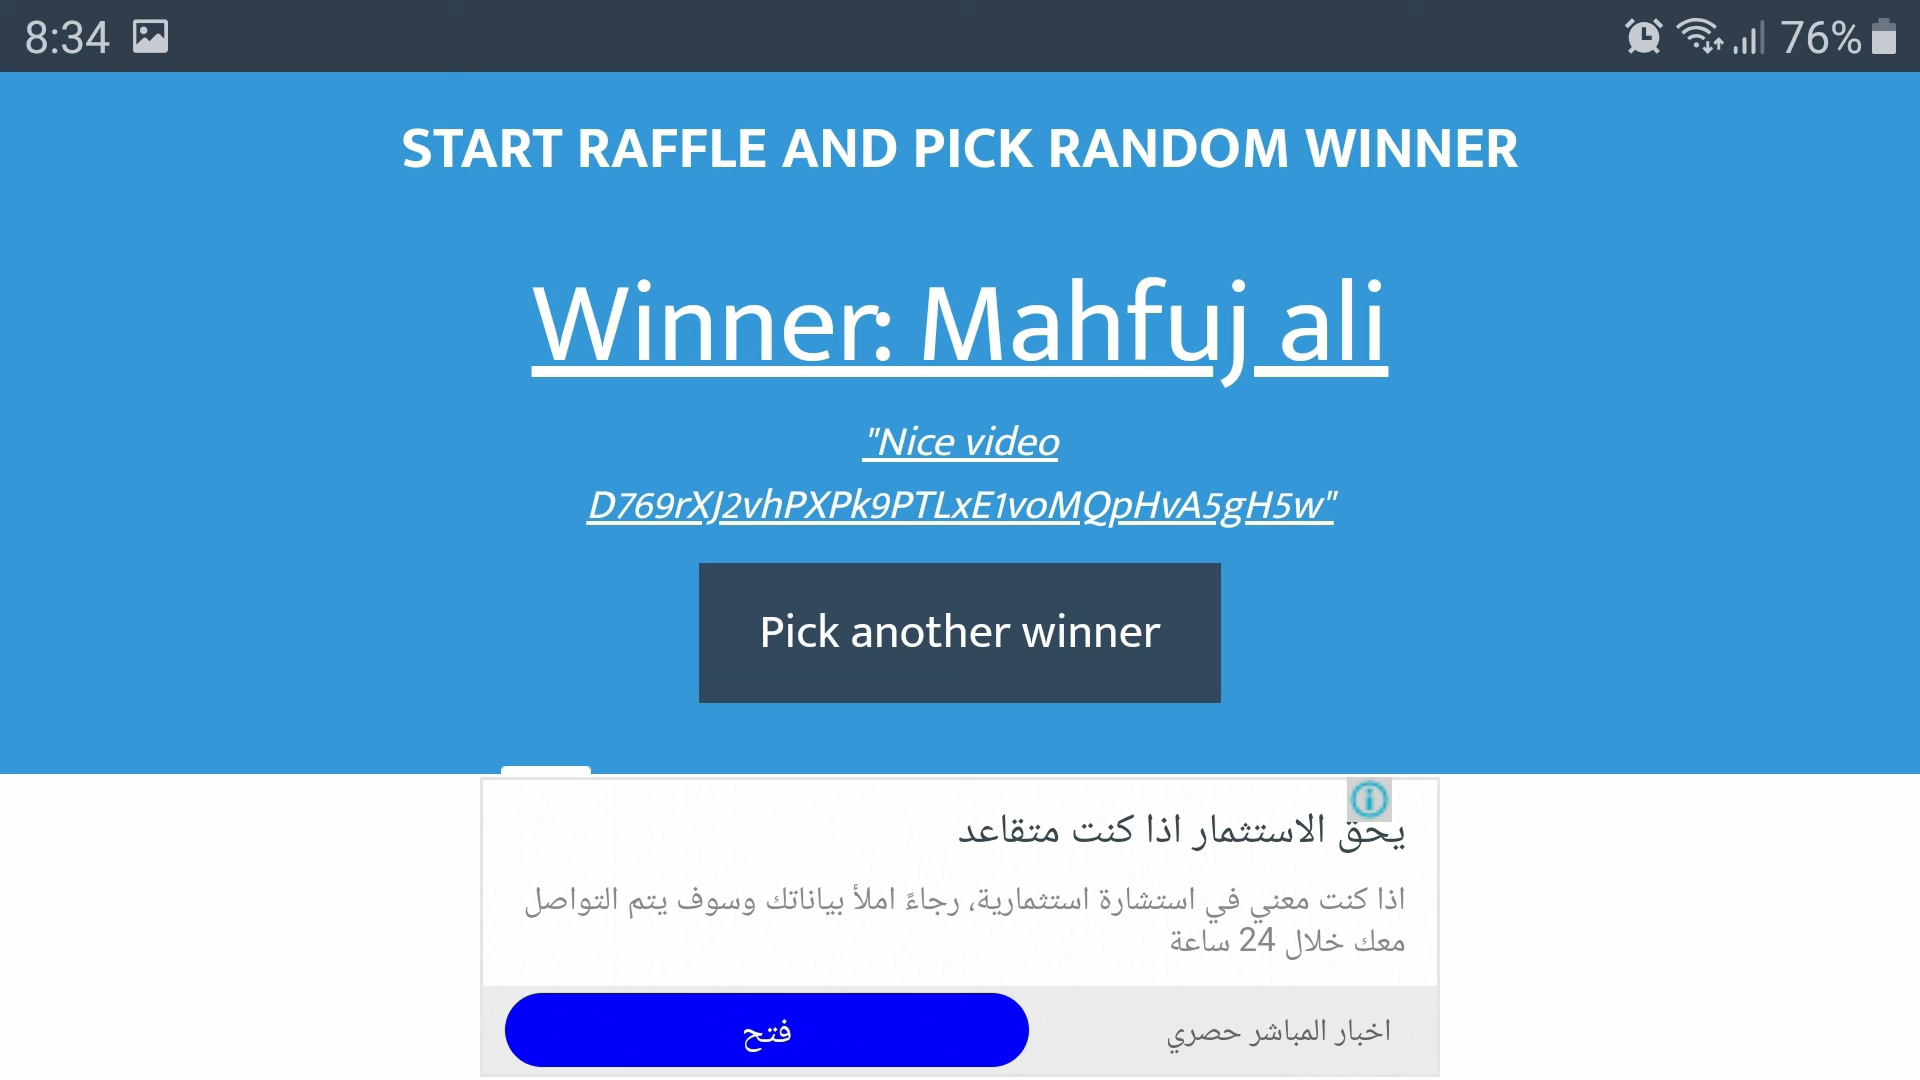 8:34
76%
START RAFFLE AND PICK RANDOM WINNER
Winner: Mahfuj ali
"Nice video
D769rXJ2vhPXPk9PTLxE1voMQpHvA5gH5w"
Pick another winner
يحق الاستثمار اذا كنت متقاعد
اذا كنت معني في استشارة استثمارية، رجاءً املأ بياناتك وسوف يتم التواصل
معك خلال 24 ساعة
اخبار المباشر حصري
فتح